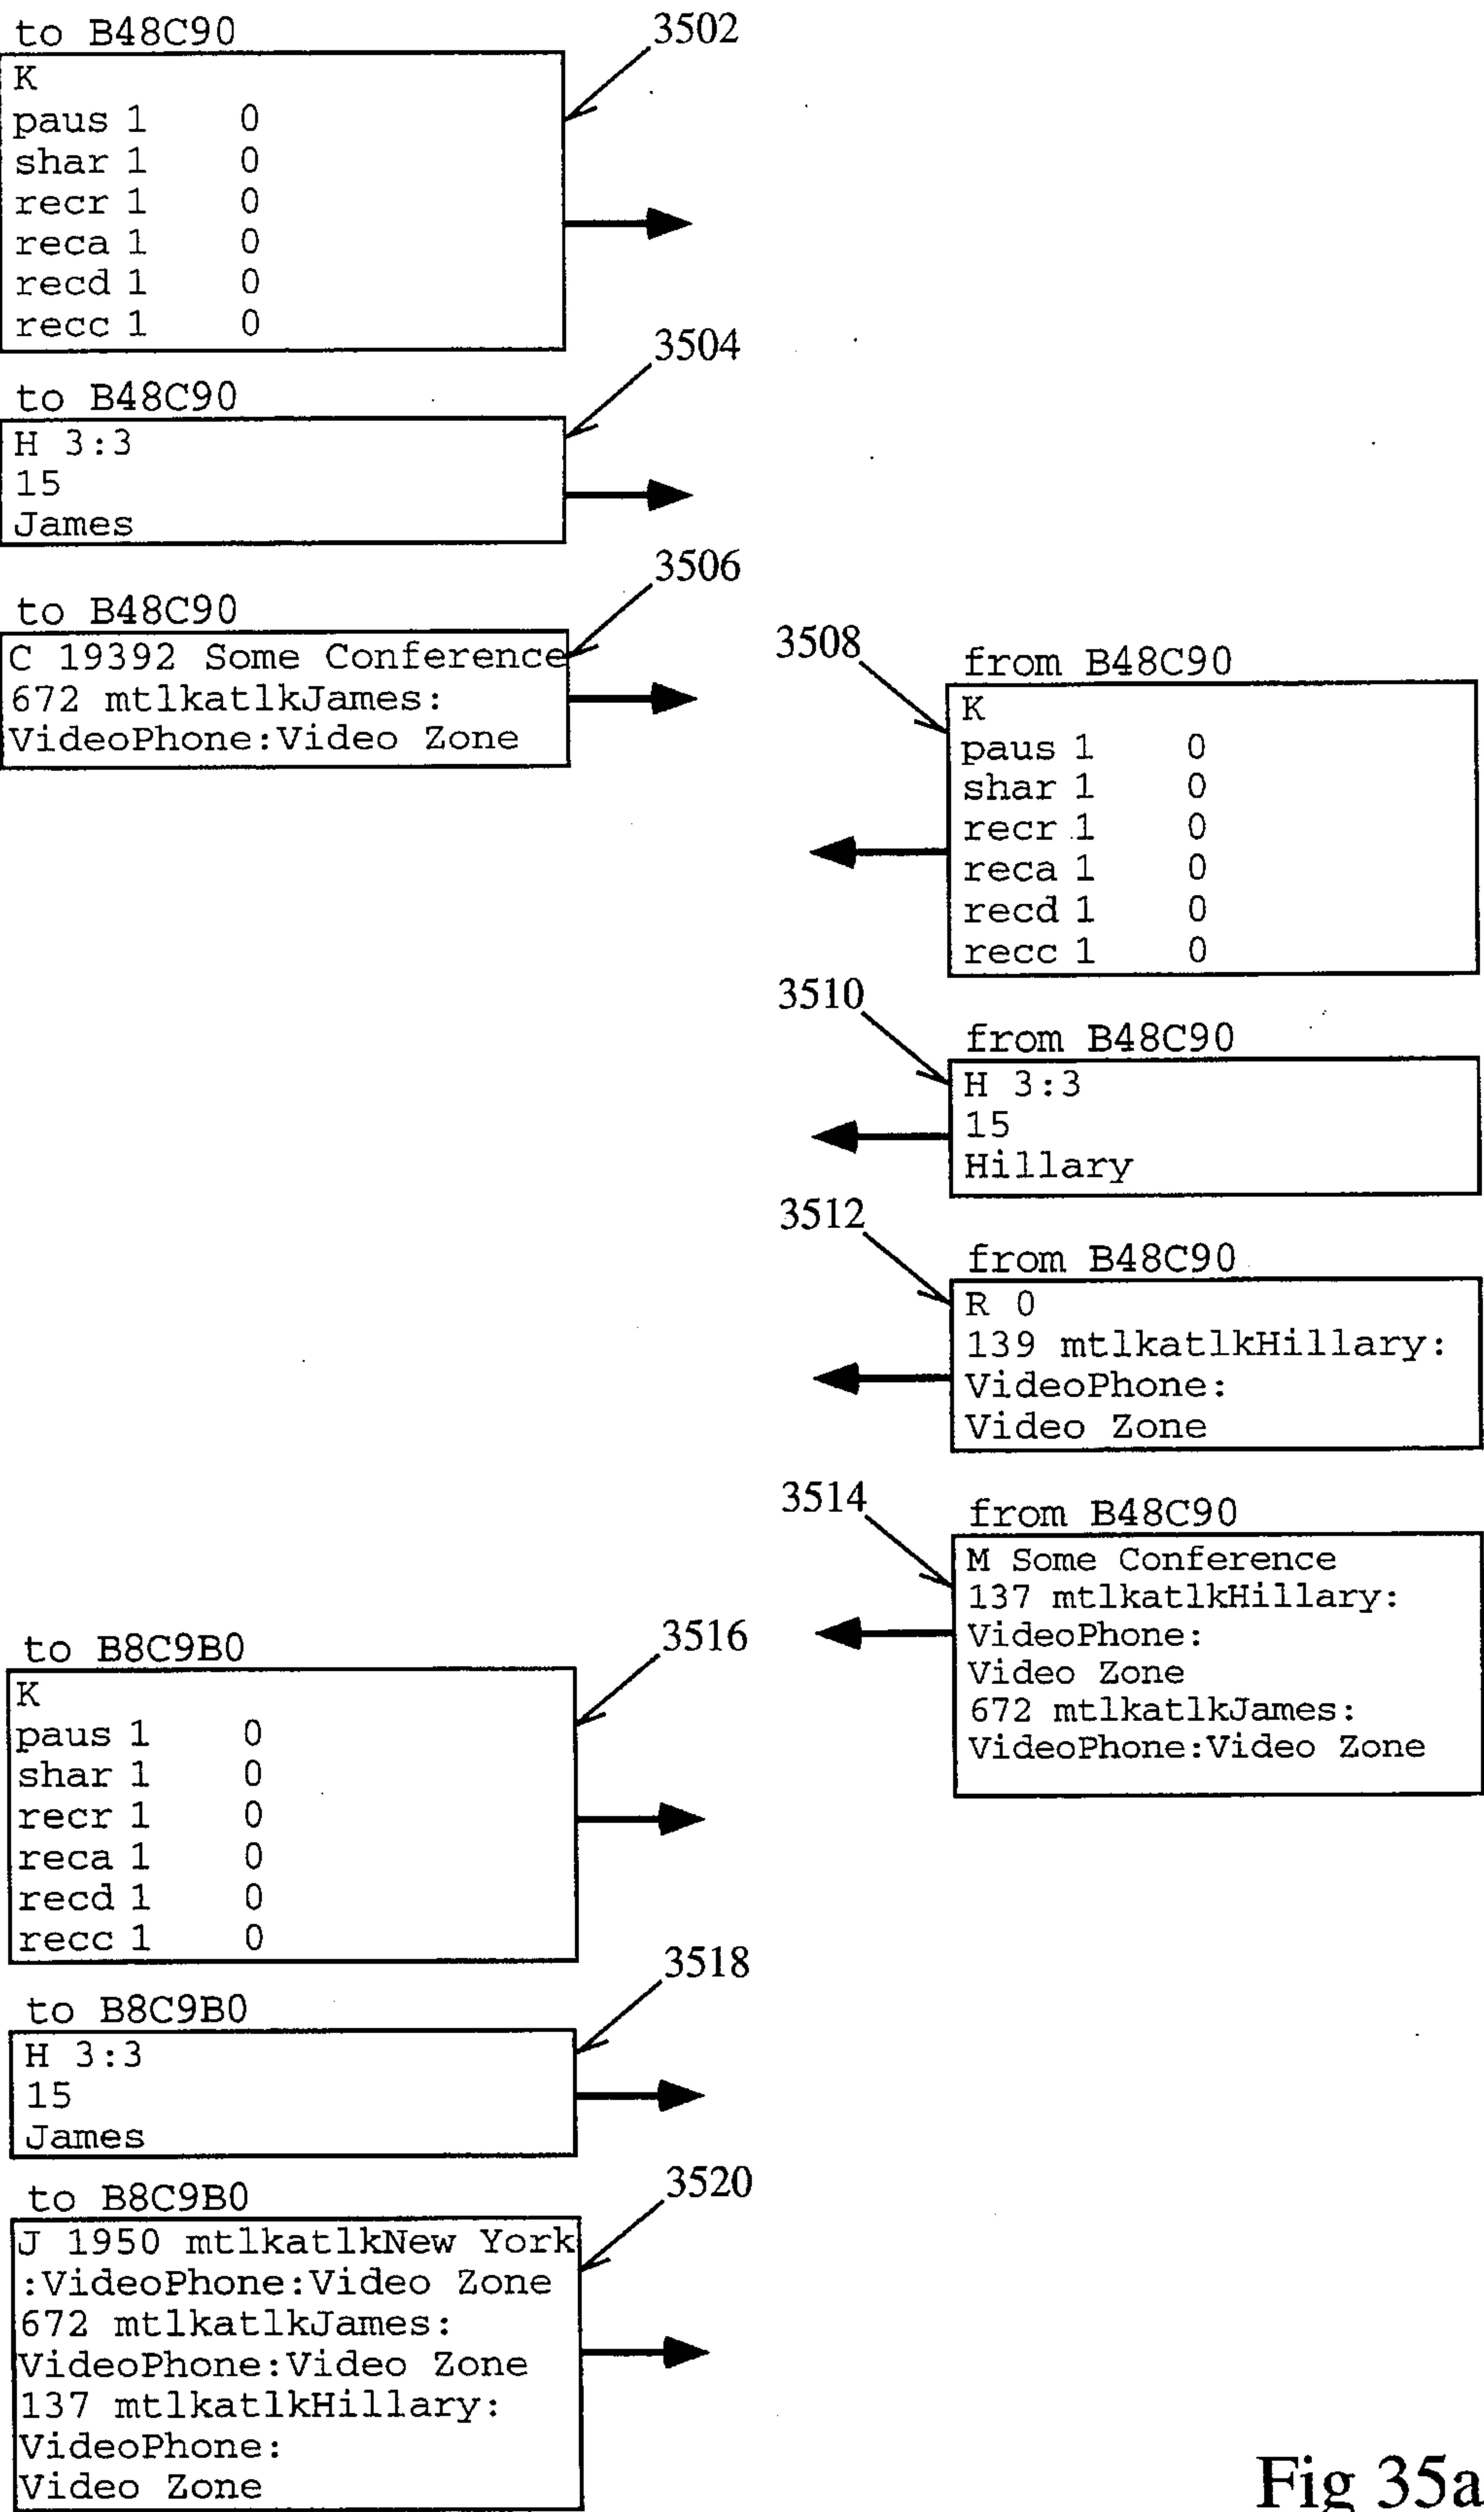 to B48C90
3502
K
paus 1 0
shar 1 0
recr 1 0
reca 1 0
recd 1 0
recc 1 0
to B48C90
3504
H 3:3
15
James
to B48C90
3506
C 19392 Some Conference
672 mtlkatlkJames:
VideoPhone:Video Zone
3508
from B48C90
K
paus 1 0
shar 1 0
recr 1 0
reca 1 0
recd 1 0
recc 1 0
3510
from B48C90
H 3:3
15
Hillary
3512
from B48C90
R 0
139 mtlkatlkHillary:
VideoPhone:
Video Zone
3514
from B48C90
M Some Conference
137 mtlkatlkHillary:
VideoPhone:
Video Zone
672 mtlkatlkJames:
VideoPhone:Video Zone
to B8C9B0
3516
K
paus 1 0
shar 1 0
recr 1 0
reca 1 0
recd 1 0
recc 1 0
to B8C9B0
3518
H 3:3
15
James
to B8C9B0
3520
J 1950 mtlkatlkNew York
:VideoPhone:Video Zone
672 mtlkatlkJames:
VideoPhone:Video Zone
137 mtlkatlkHillary:
VideoPhone:
Video Zone
Fig 35a